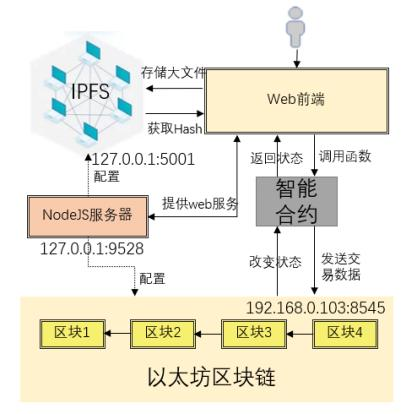 存储大文件
IPFS
Web前端
获取Hash
127.0.0.1:5001
配置
返回状态
调用函数
NodeJS服务器
提供web服务
智能
合约
127.0.0.1:9528
配置
改变状态
发送交
易数据
192.168.0.103:8545
区块1
区块2
区块3
区块4
以太坊区块链